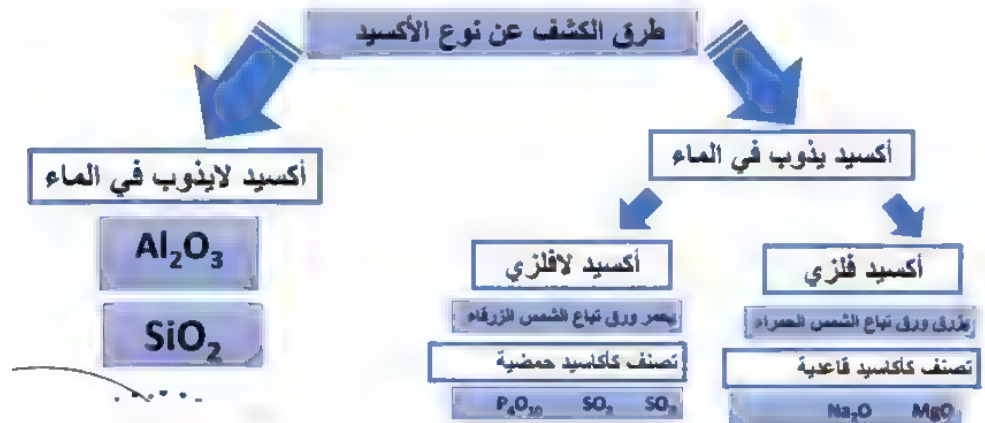 طرق الكشف عن نوع الأكسيد
أكسيد يذوب في الماء
أكسيد فلزي
يزرق ورق تباع الشمس الحمراء
تصنف كأكاسيد قاعدية
Na₂O MgO
أكسيد لافلزي
يحمر ورق تباع الشمس الزرقاء
تصنف كأكاسيد حمضية
P₄O₁₀ SO₃ SO₂
أكسيد لايذوب في الماء
Al₂O₃
SiO₂